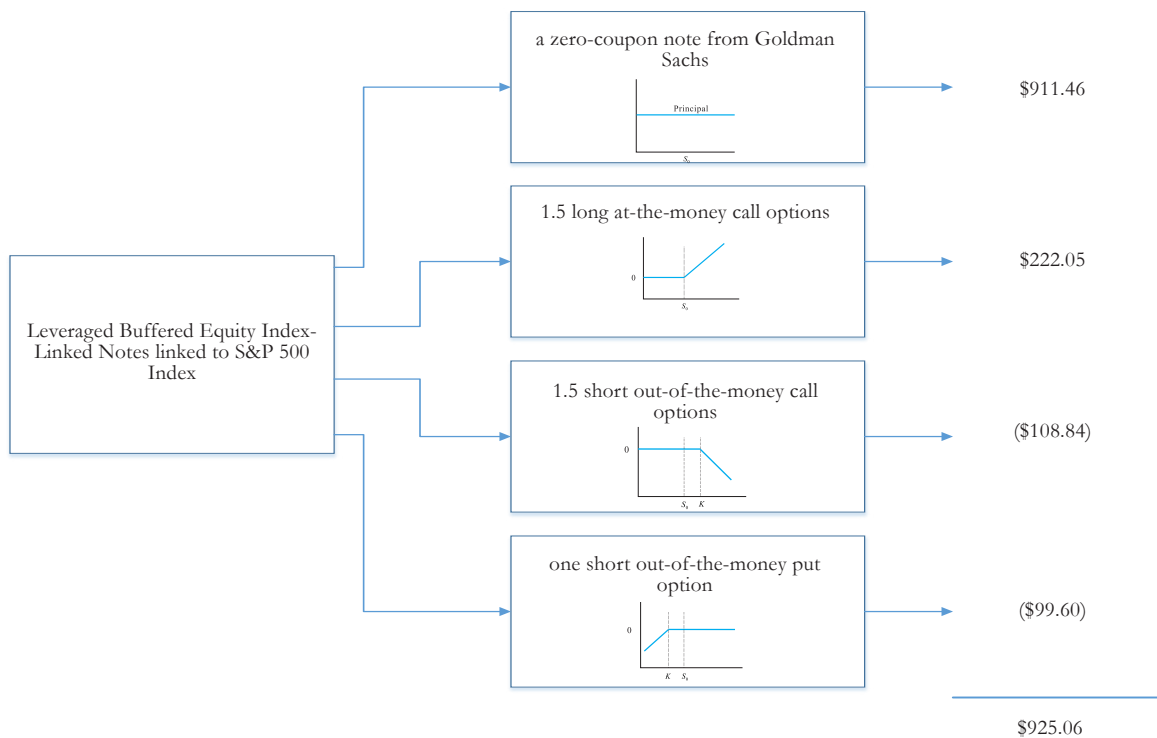 a zero-coupon note from Goldman
Sachs
Principal
S₀
$911.46
1.5 long at-the-money call options
0
S₀
$222.05
Leveraged Buffered Equity Index-
Linked Notes linked to S&P 500
Index
1.5 short out-of-the-money call
options
0
S₀ K
($108.84)
one short out-of-the-money put
option
0
K S₀
($99.60)
$925.06